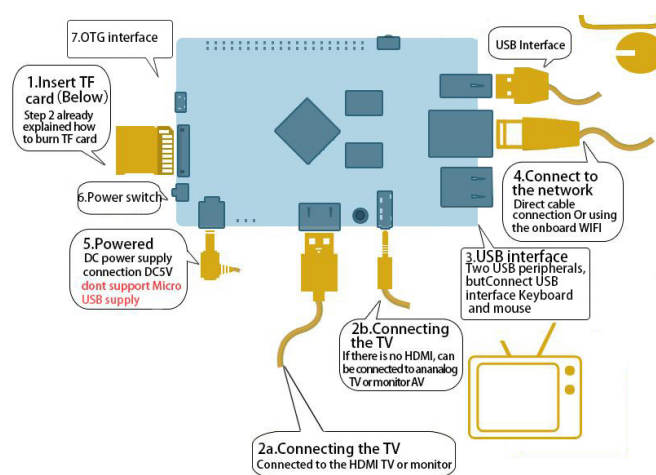 7.OTG interface
USB Interface
1.Insert TF
card(Below)
Step 2 already
explained how
to burn TF card
6.Power switch
4.Connect to
the network
Direct cable
connection Or using
the onboard WIFI
5.Powered
DC power supply
connection DC5V
dont support Micro
USB supply
3.USB interface
Two USB peripherals,
butConnect USB
interface Keyboard
and mouse
2b.Connecting
the TV
If there is no HDMI, can
be connected to ananalog
TV or monitor AV
2a.Connecting the TV
Connected to the HDMI TV or monitor